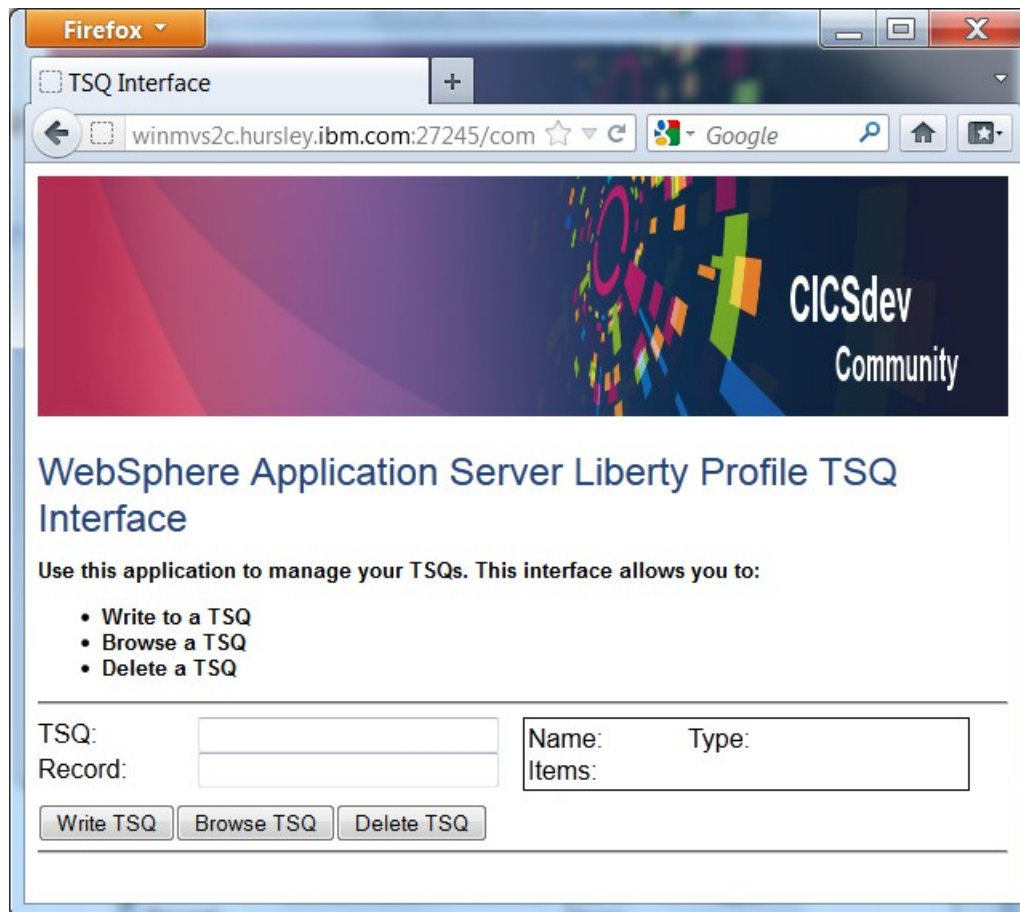 Firefox
TSQ Interface
winmvs2c.hursley.ibm.com:27245/com
Google
CICSdev
Community
WebSphere Application Server Liberty Profile TSQ
Interface
Use this application to manage your TSQs. This interface allows you to:
• Write to a TSQ
• Browse a TSQ
• Delete a TSQ
TSQ:
Name: Type:
Record:
Items:
Write TSQ Browse TSQ Delete TSQ